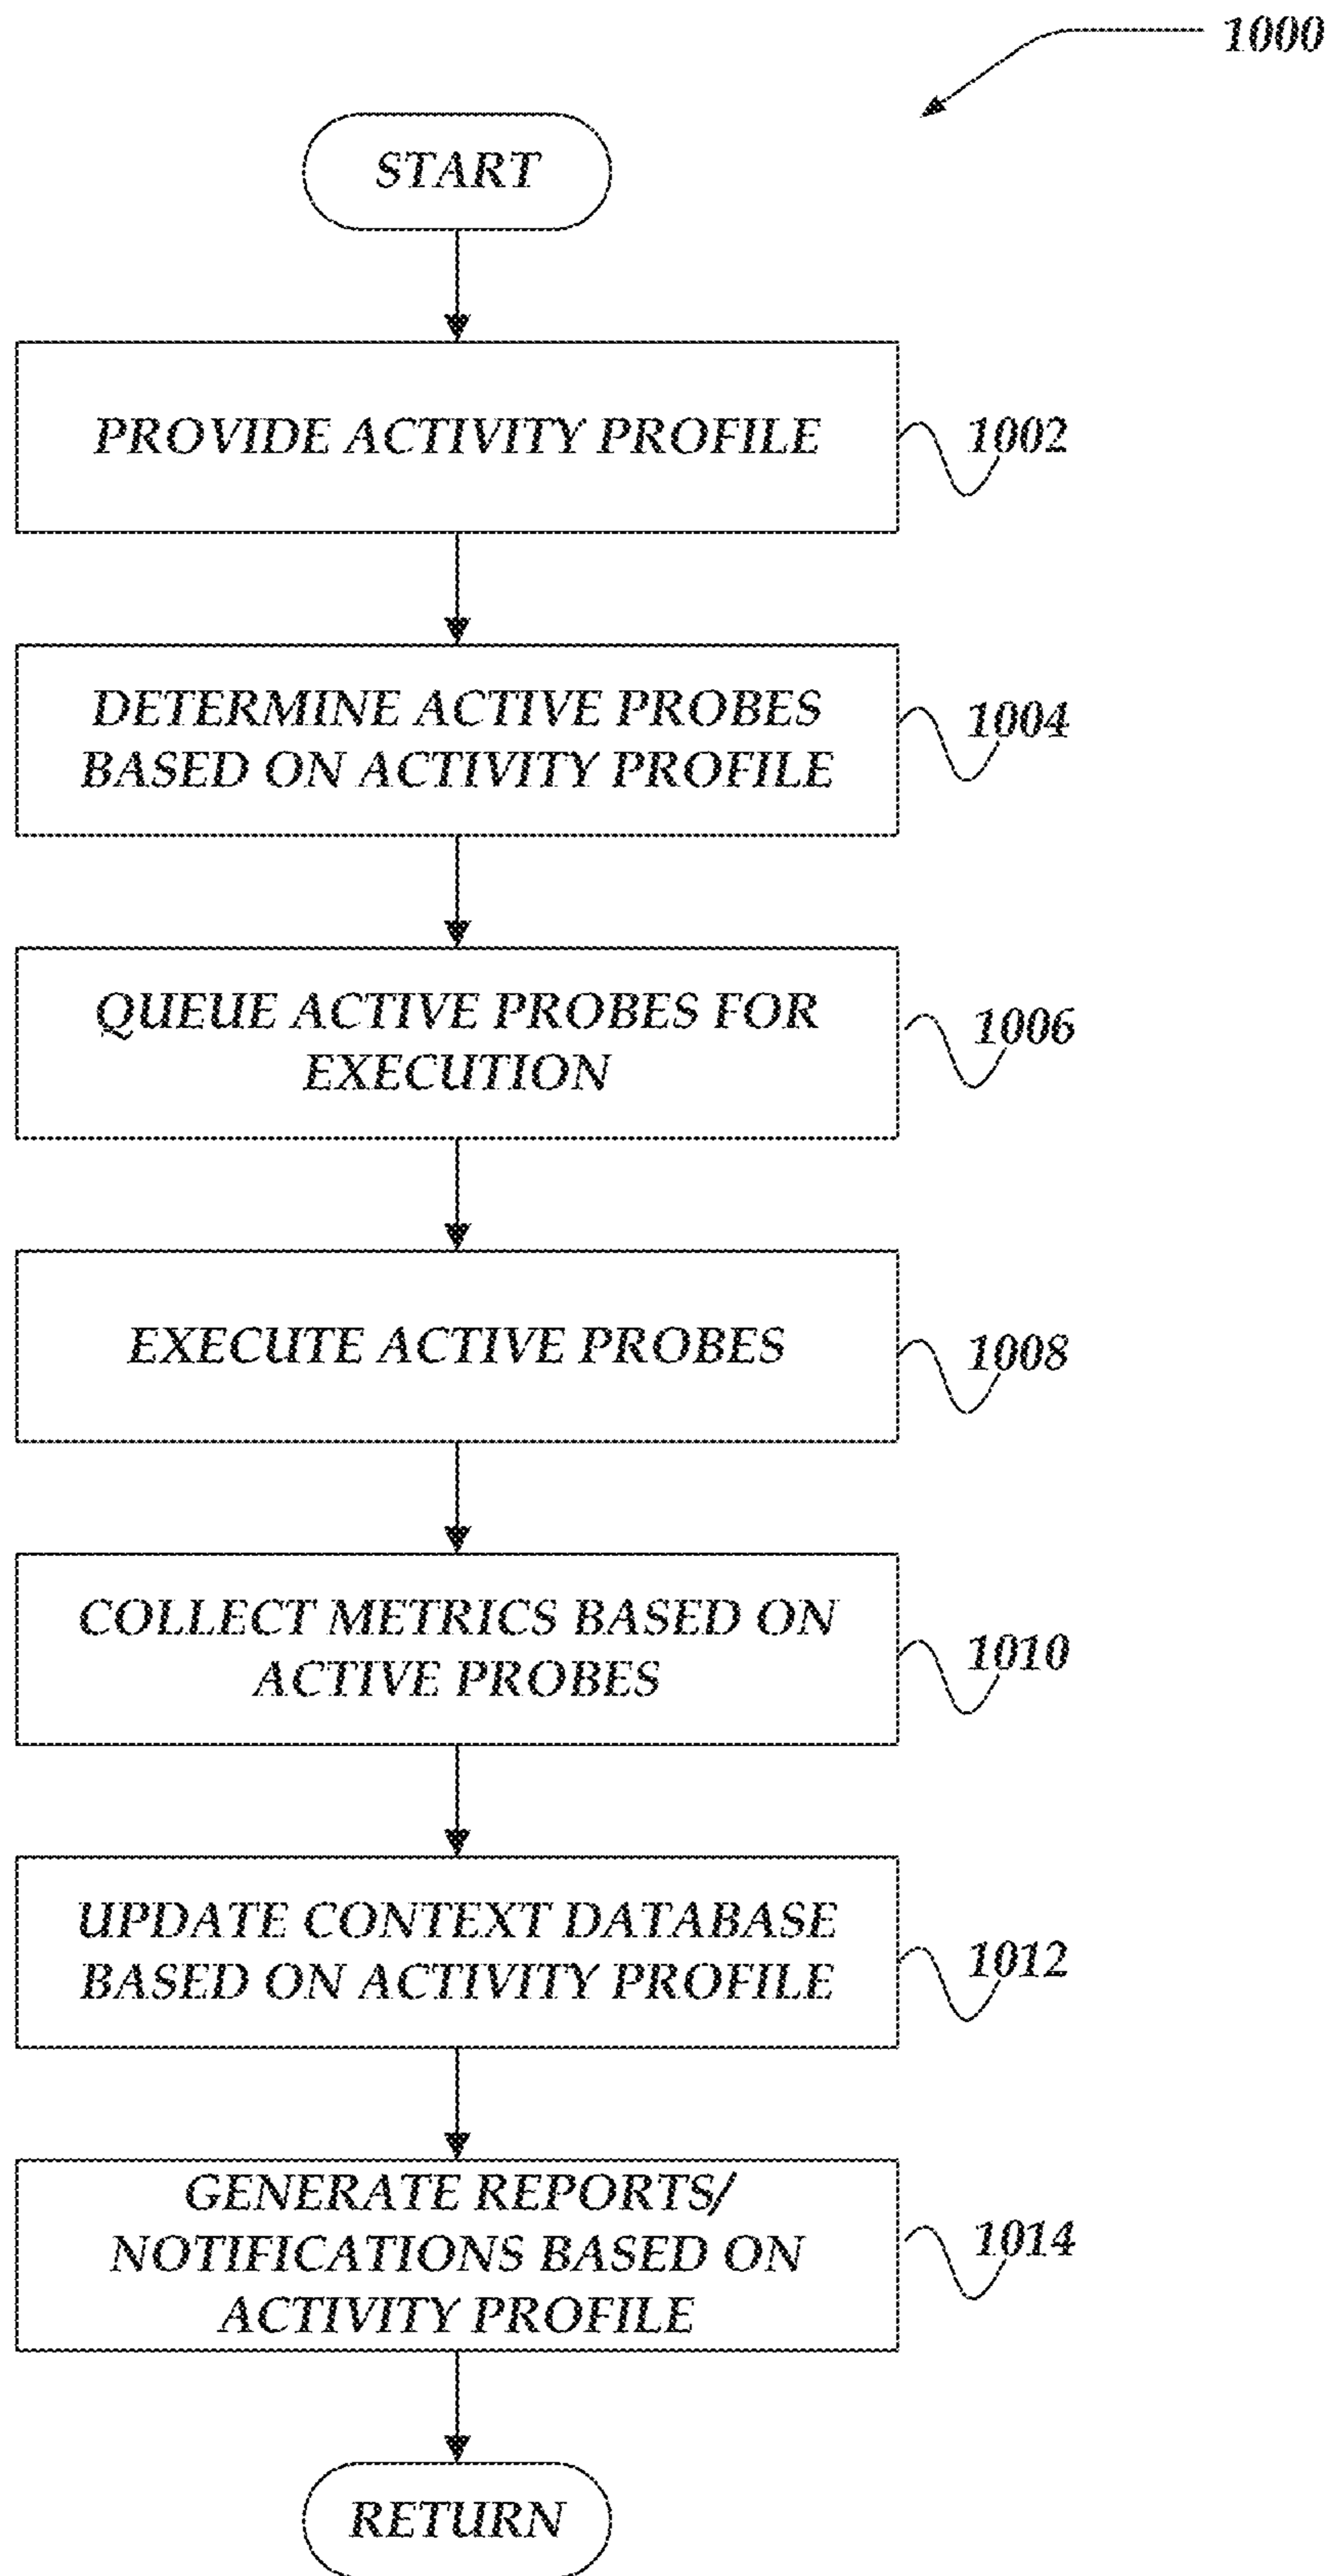 1000
START
PROVIDE ACTIVITY PROFILE
1002
DETERMINE ACTIVE PROBES
BASED ON ACTIVITY PROFILE
1004
QUEUE ACTIVE PROBES FOR
EXECUTION
1006
EXECUTE ACTIVE PROBES
1008
COLLECT METRICS BASED ON
ACTIVE PROBES
1010
UPDATE CONTEXT DATABASE
BASED ON ACTIVITY PROFILE
1012
GENERATE REPORTS/
NOTIFICATIONS BASED ON
ACTIVITY PROFILE
1014
RETURN